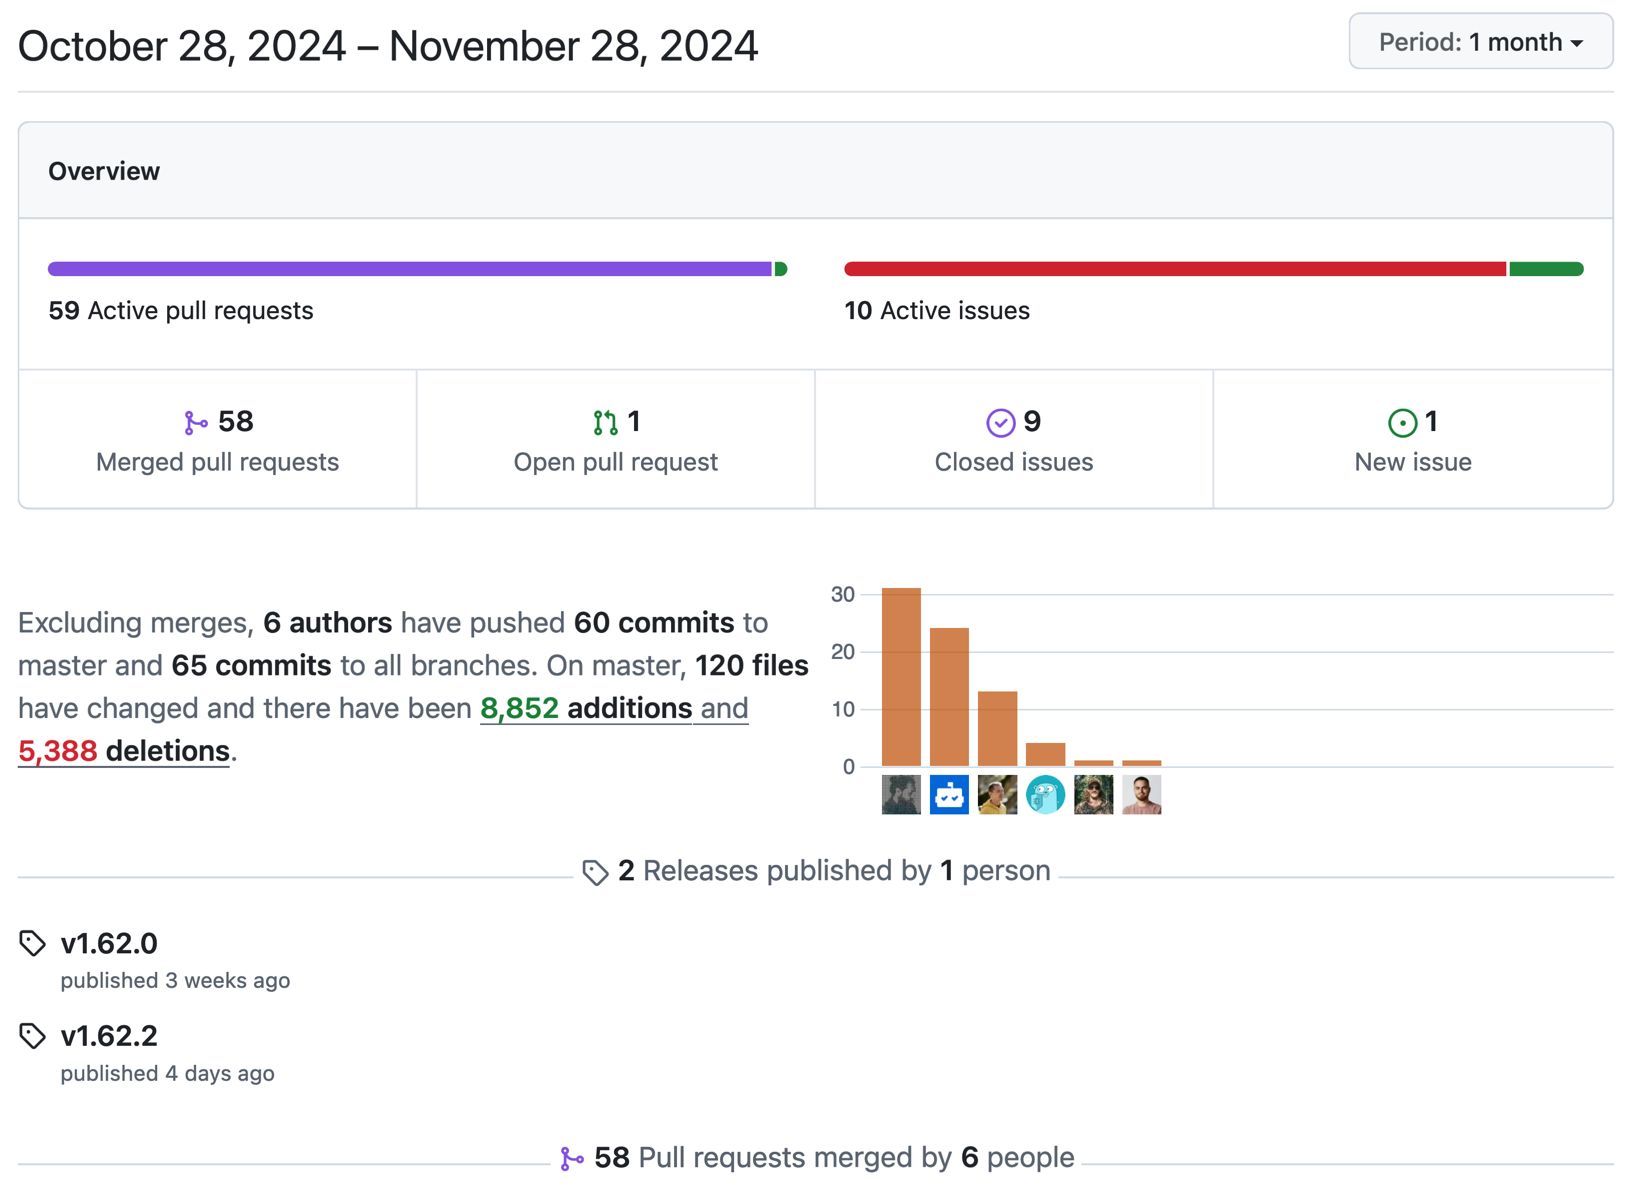 October 28, 2024 – November 28, 2024
Period: 1 month
Overview
59 Active pull requests
10 Active issues
58
Merged pull requests
1
Open pull request
9
Closed issues
1
New issue
Excluding merges, 6 authors have pushed 60 commits to
master and 65 commits to all branches. On master, 120 files
have changed and there have been 8,852 additions and
5,388 deletions.
30
20
10
0
2 Releases published by 1 person
v1.62.0
published 3 weeks ago
v1.62.2
published 4 days ago
58 Pull requests merged by 6 people